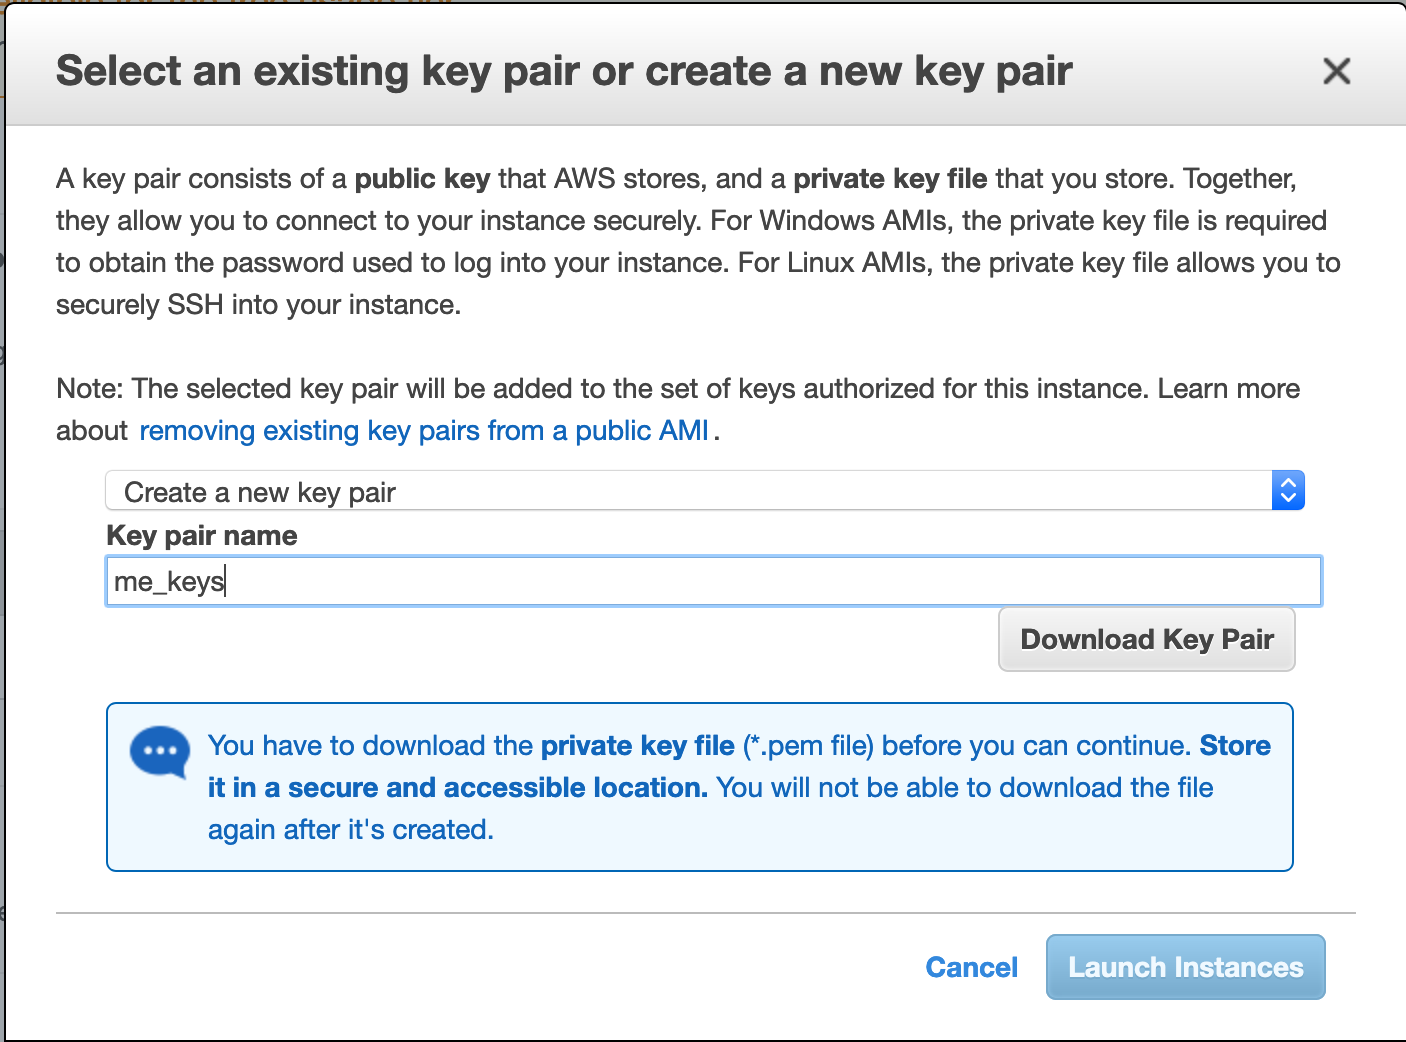 Select an existing key pair or create a new key pair
A key pair consists of a public key that AWS stores, and a private key file that you store. Together,
they allow you to connect to your instance securely. For Windows AMIs, the private key file is required
to obtain the password used to log into your instance. For Linux AMIs, the private key file allows you to
securely SSH into your instance.
Note: The selected key pair will be added to the set of keys authorized for this instance. Learn more
about removing existing key pairs from a public AMI .
Create a new key pair
Key pair name
me_keys
Download Key Pair
You have to download the private key file (*.pem file) before you can continue. Store
it in a secure and accessible location. You will not be able to download the file
again after it's created.
Cancel Launch Instances